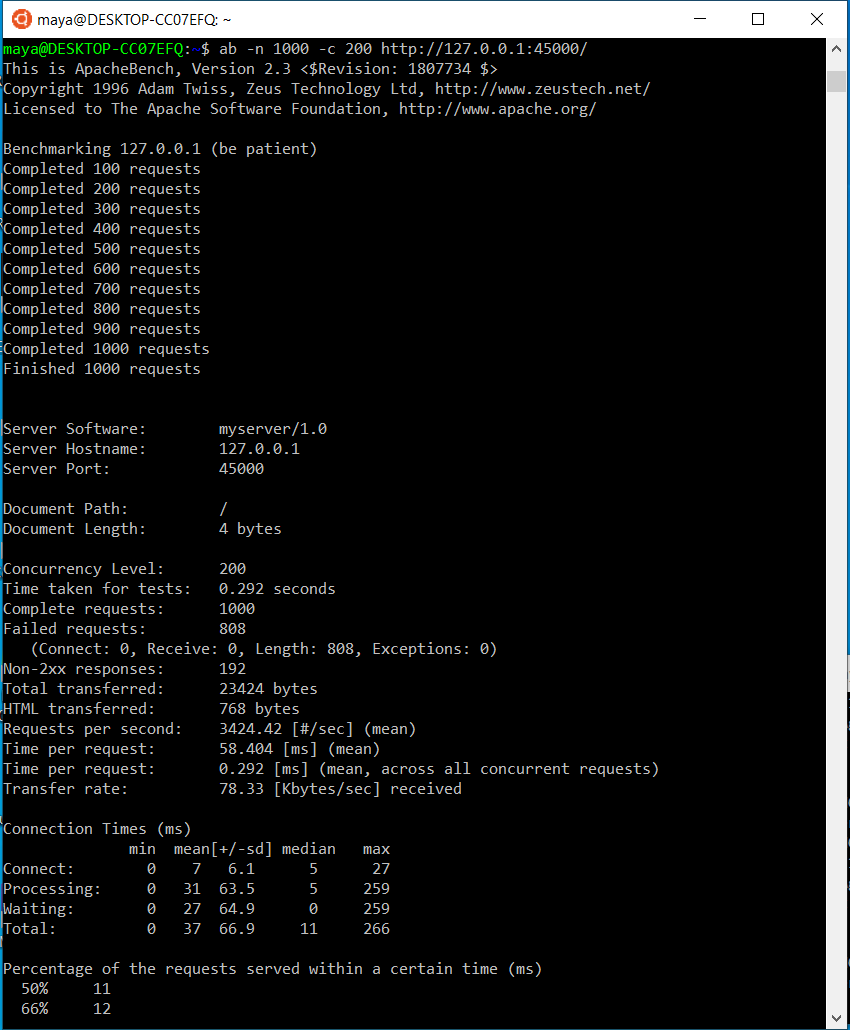 maya@DESKTOP-CC07EFQ: ~
maya@DESKTOP-CC07EFQ:~$ ab -n 1000 -c 200 http://127.0.0.1:45000/
This is ApacheBench, Version 2.3 <$Revision: 1807734 $>
Copyright 1996 Adam Twiss, Zeus Technology Ltd, http://www.zeustech.net/
Licensed to The Apache Software Foundation, http://www.apache.org/
Benchmarking 127.0.0.1 (be patient)
Completed 100 requests
Completed 200 requests
Completed 300 requests
Completed 400 requests
Completed 500 requests
Completed 600 requests
Completed 700 requests
Completed 800 requests
Completed 900 requests
Completed 1000 requests
Finished 1000 requests
Server Software:        myserver/1.0
Server Hostname:        127.0.0.1
Server Port:            45000
Document Path:          /
Document Length:        4 bytes
Concurrency Level:      200
Time taken for tests:   0.292 seconds
Complete requests:      1000
Failed requests:        808
   (Connect: 0, Receive: 0, Length: 808, Exceptions: 0)
Non-2xx responses:      192
Total transferred:      23424 bytes
HTML transferred:       768 bytes
Requests per second:    3424.42 [#/sec] (mean)
Time per request:       58.404 [ms] (mean)
Time per request:       0.292 [ms] (mean, across all concurrent requests)
Transfer rate:          78.33 [Kbytes/sec] received
Connection Times (ms)
              min  mean[+/-sd] median   max
Connect:        0    7   6.1      5      27
Processing:     0   31  63.5      5     259
Waiting:        0   27  64.9      0     259
Total:          0   37  66.9     11     266
Percentage of the requests served within a certain time (ms)
  50%     11
  66%     12